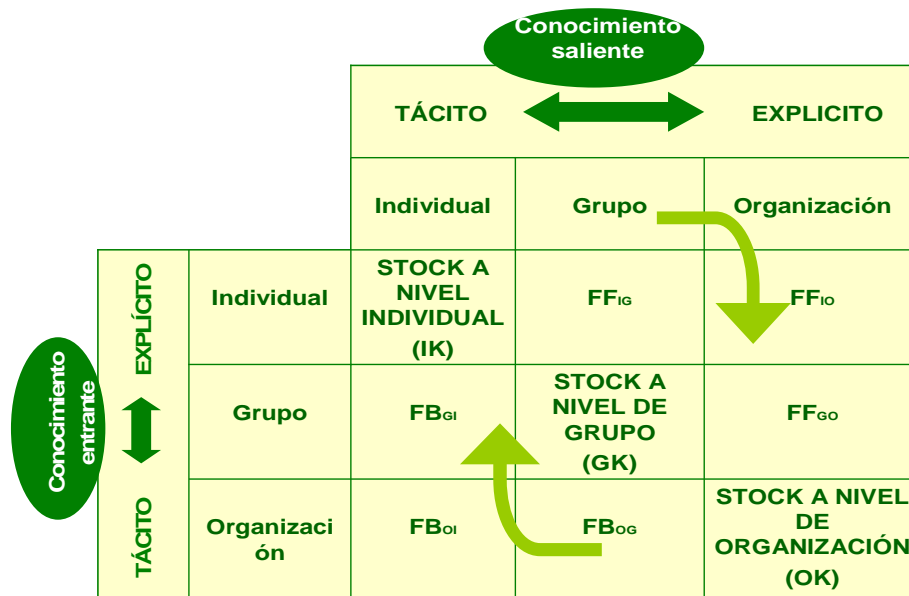 Conocimiento
saliente
TÁCITO EXPLICITO
Individual Grupo Organización
Conocimiento
entrante
EXPLÍCITO
TÁCITO
Individual
STOCK A
NIVEL
INDIVIDUAL
(IK)
FFIG
FFIO
Grupo
FBGI
STOCK A
NIVEL DE
GRUPO
(GK)
FFGO
Organizaci
ón
FBOI
FBOG
STOCK A NIVEL
DE
ORGANIZACIÓN
(OK)